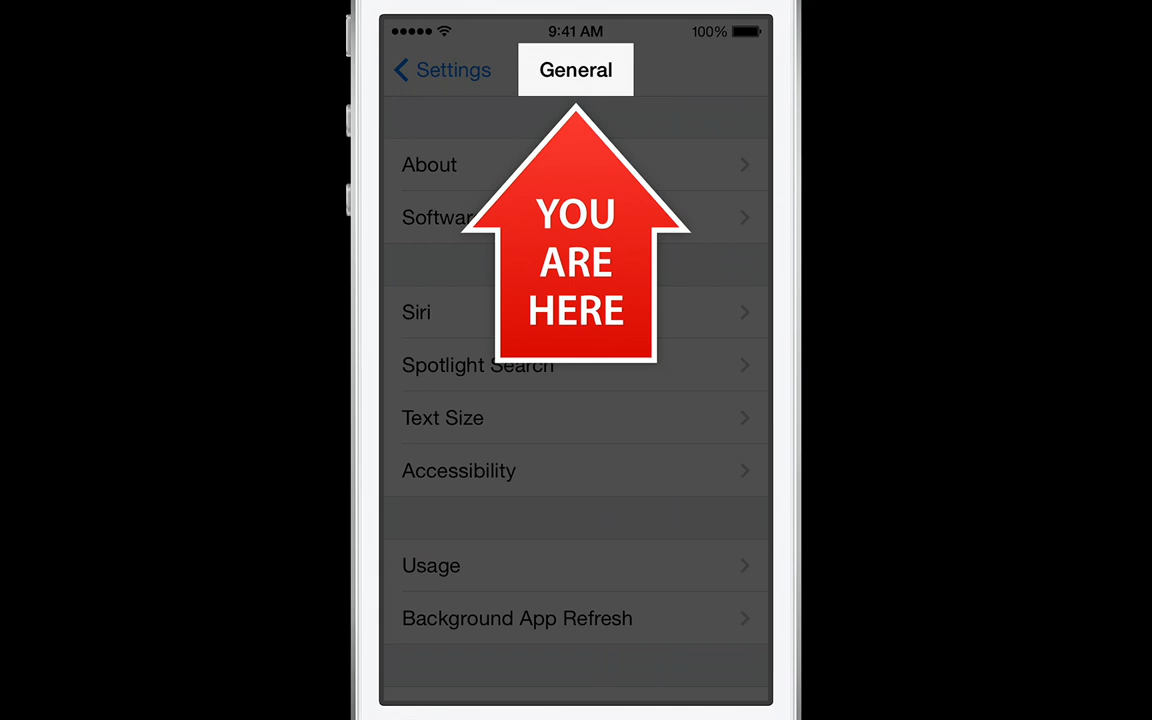 9:41 AM
100%
Settings
General
About
Softwar
YOU
ARE
HERE
Siri
Spotlight Search
Text Size
Accessibility
Usage
Background App Refresh